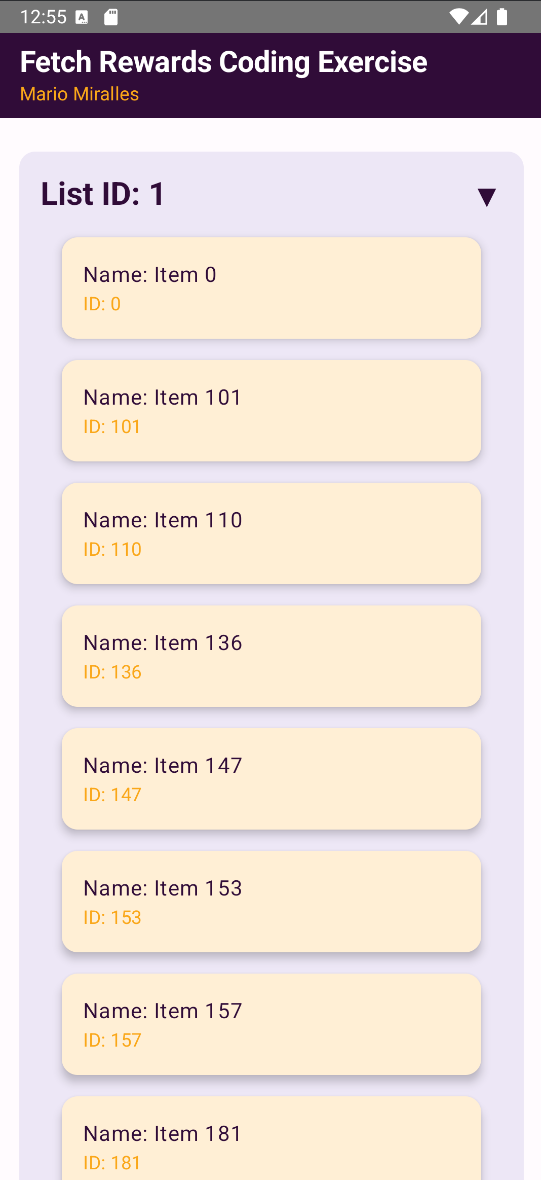 12:55
Fetch Rewards Coding Exercise
Mario Miralles
List ID: 1
Name: Item 0
ID: 0
Name: Item 101
ID: 101
Name: Item 110
ID: 110
Name: Item 136
ID: 136
Name: Item 147
ID: 147
Name: Item 153
ID: 153
Name: Item 157
ID: 157
Name: Item 181
ID: 181